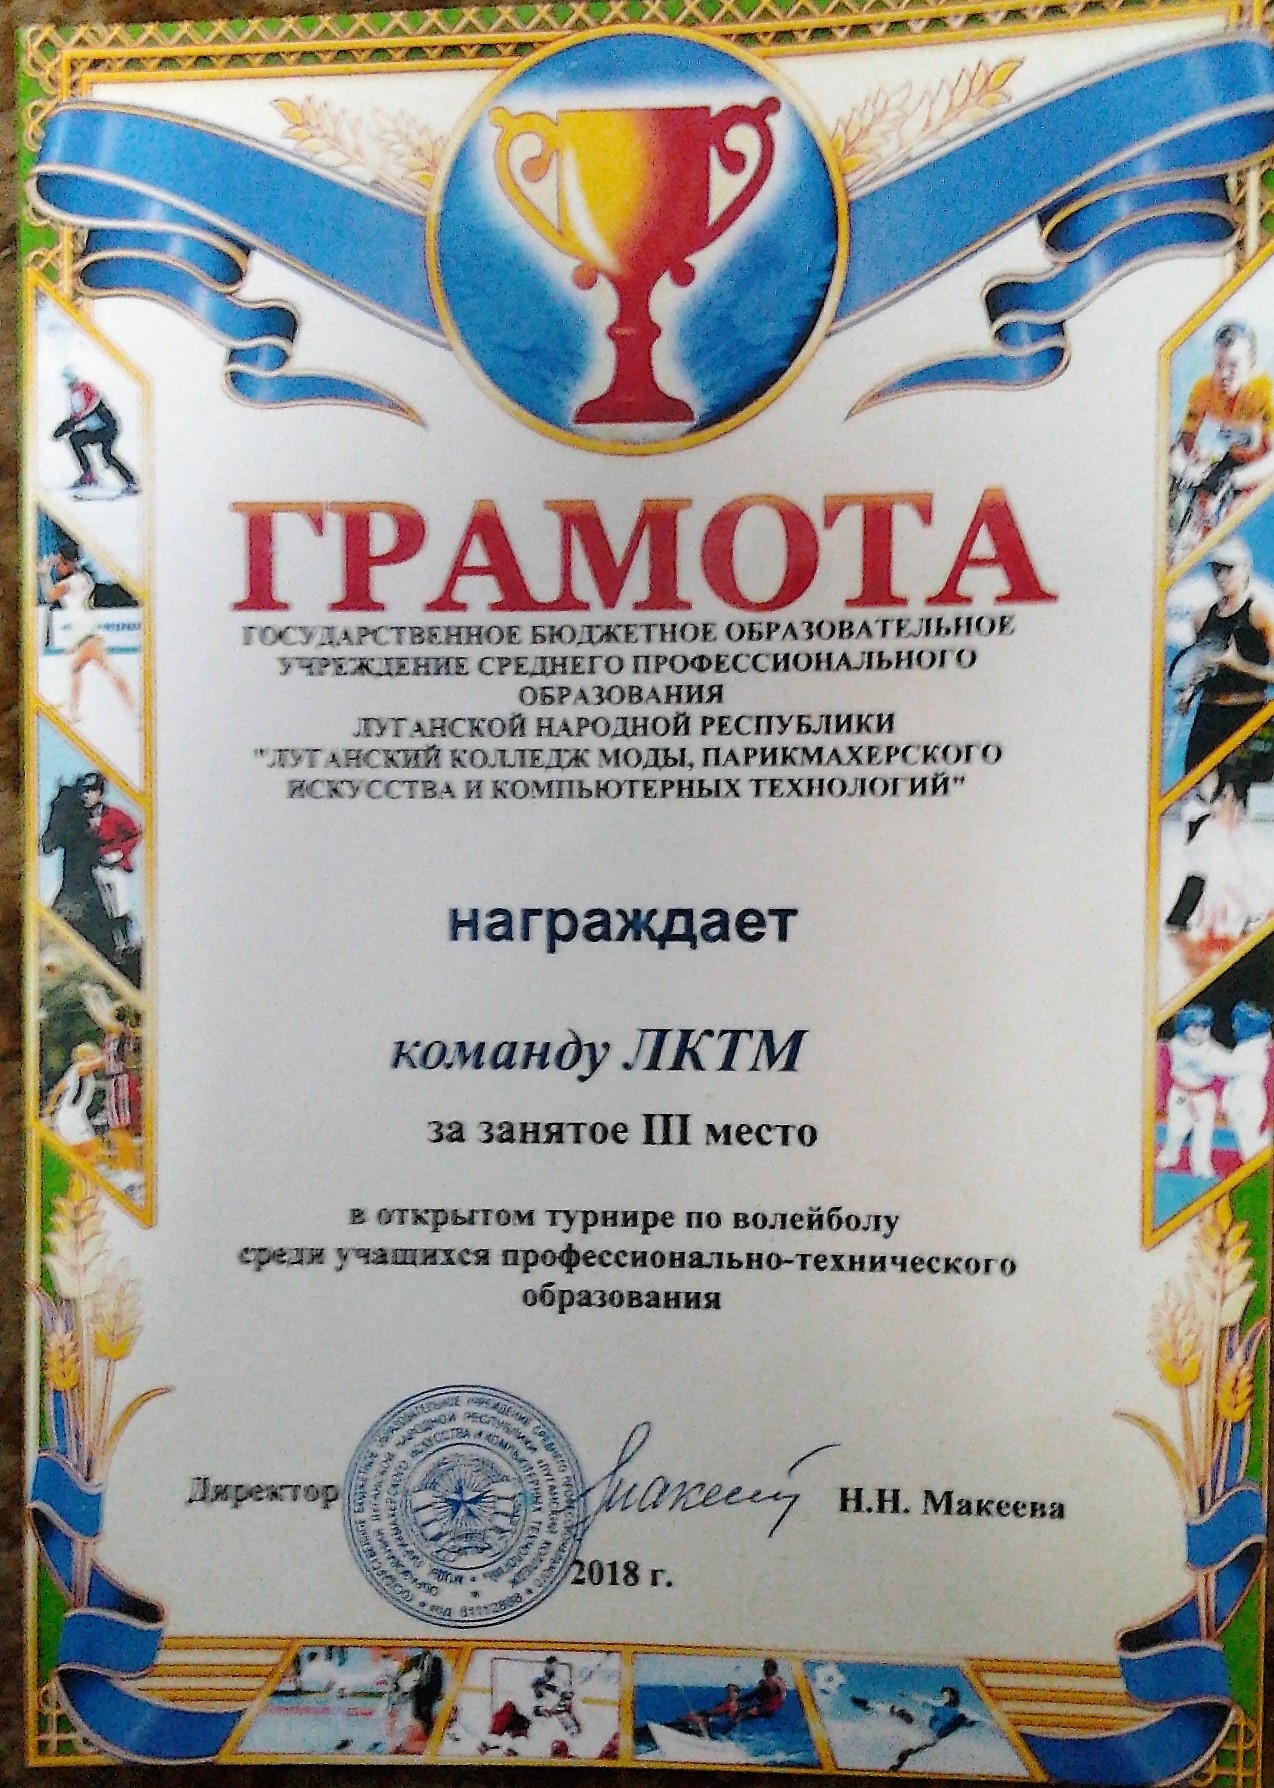 ГРАМОТА
ГОСУДАРСТВЕННОЕ БЮДЖЕТНОЕ ОБРАЗОВАТЕЛЬНОЕ
УЧРЕЖДЕНИЕ СРЕДНЕГО ПРОФЕССИОНАЛЬНОГО
ОБРАЗОВАНИЯ
ЛУГАНСКОЙ НАРОДНОЙ РЕСПУБЛИКИ
"ЛУГАНСКИЙ КОЛЛЕДЖ МОДЫ, ПАРИКМАХЕРСКОГО
ИСКУССТВА И КОМПЬЮТЕРНЫХ ТЕХНОЛОГИЙ"
награждает
команду ЛКТМ
за занятое III место
в открытом турнире по волейболу
среди учащихся профессионально-технического
образования
Директор
Н.Н. Макеева
2018 г.